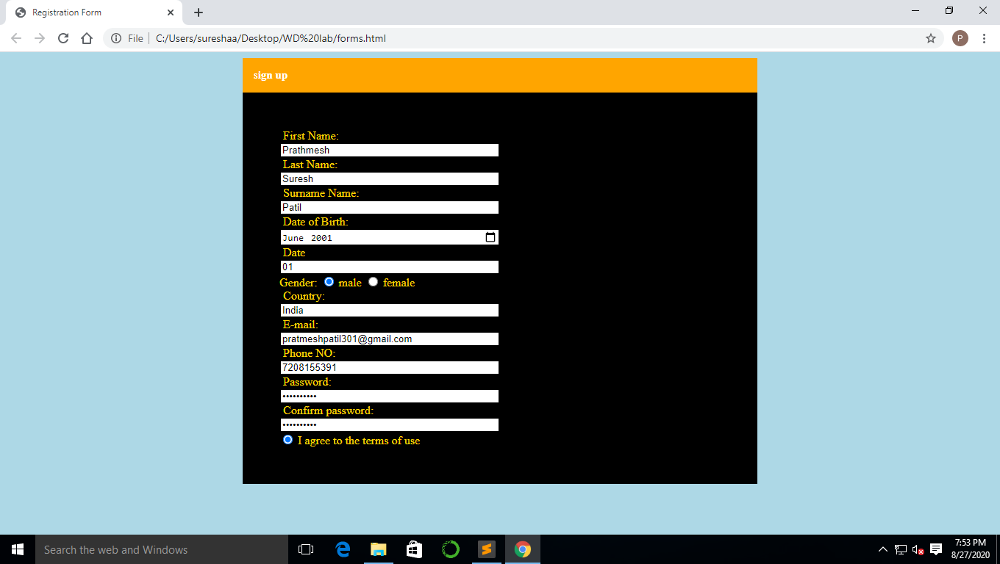 Registration Form
File
C:/Users/sureshaa/Desktop/WD%20lab/forms.html
P
sign up
First Name:
Prathmesh
Last Name:
Suresh
Surname Name:
Patil
Date of Birth:
June 2001
Date
01
Gender: male female
Country:
India
E-mail:
pratmeshpatil301@gmail.com
Phone NO:
7208155391
Password:
••••••••••
Confirm password:
••••••••••
I agree to the terms of use
Search the web and Windows
7:53 PM
8/27/2020